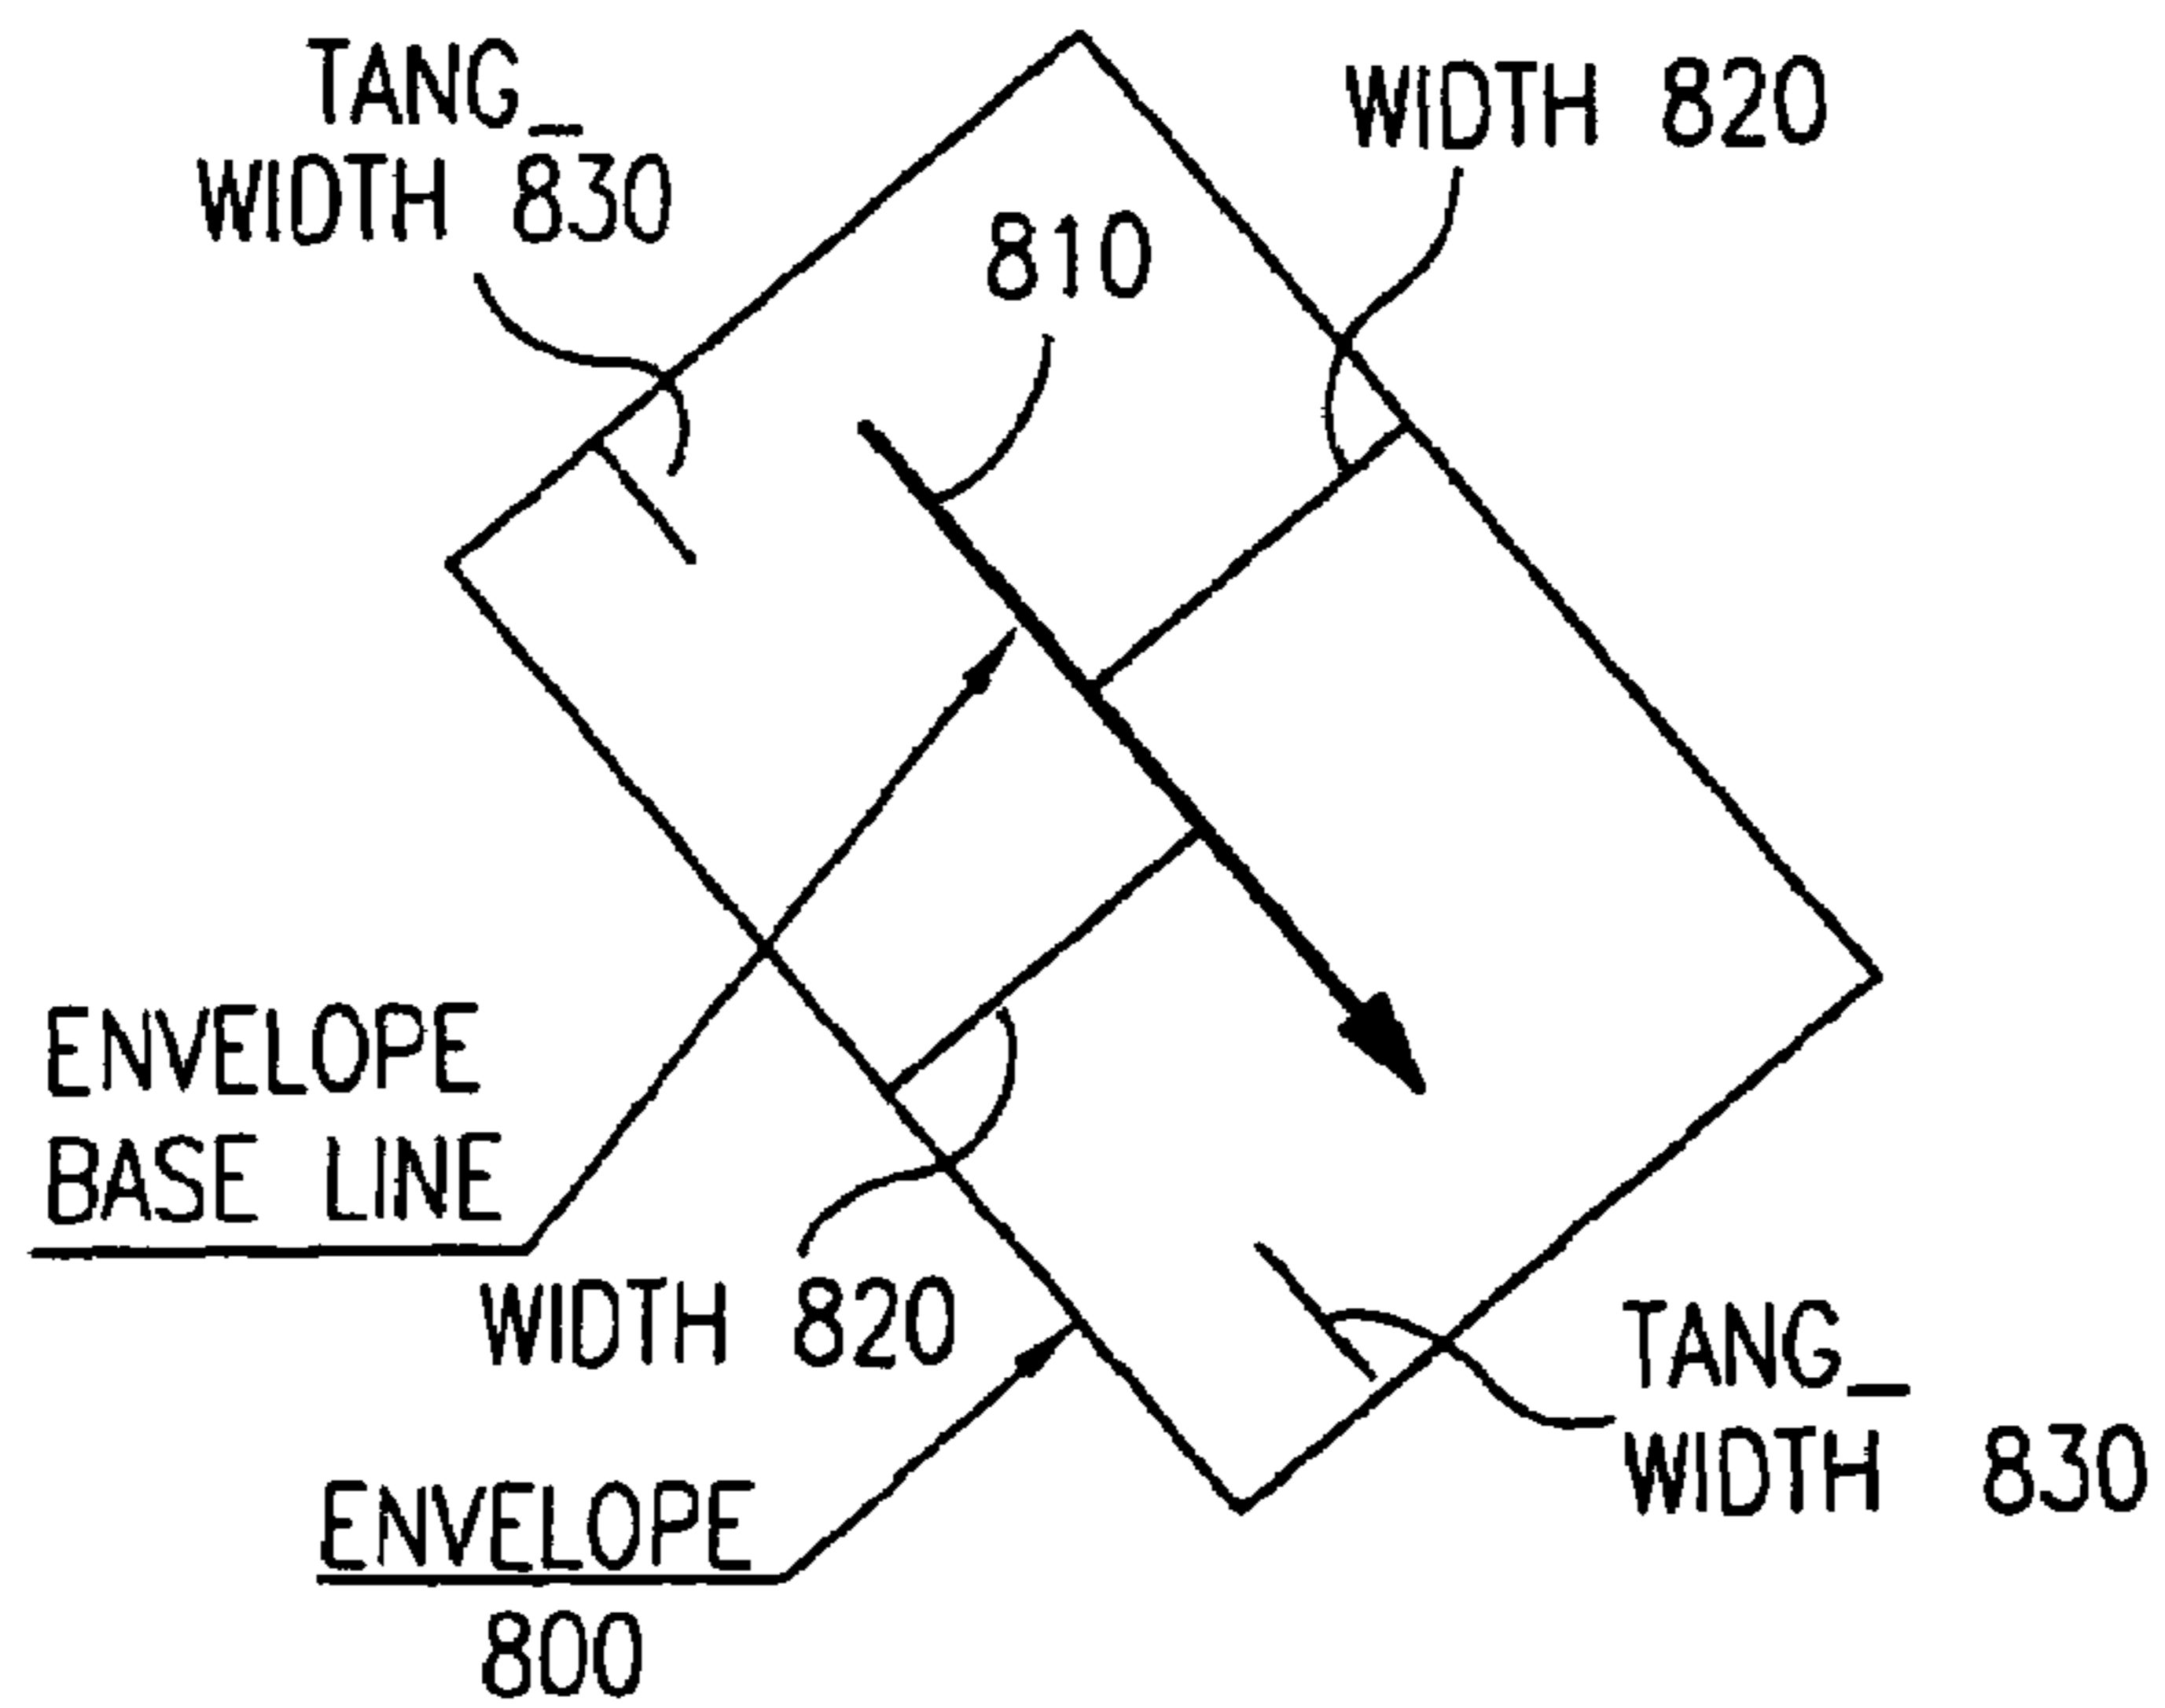 TANG_
WIDTH 830
WIDTH 820
810
ENVELOPE
BASE LINE
WIDTH 820
TANG_
WIDTH 830
ENVELOPE
800